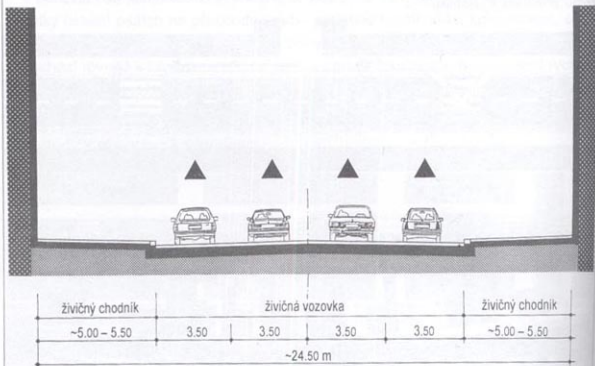 živičný chodník živičná vozovka živičný chodník
~5.00 – 5.50 3.50 3.50 3.50 3.50 ~5.00 – 5.50
~24.50 m